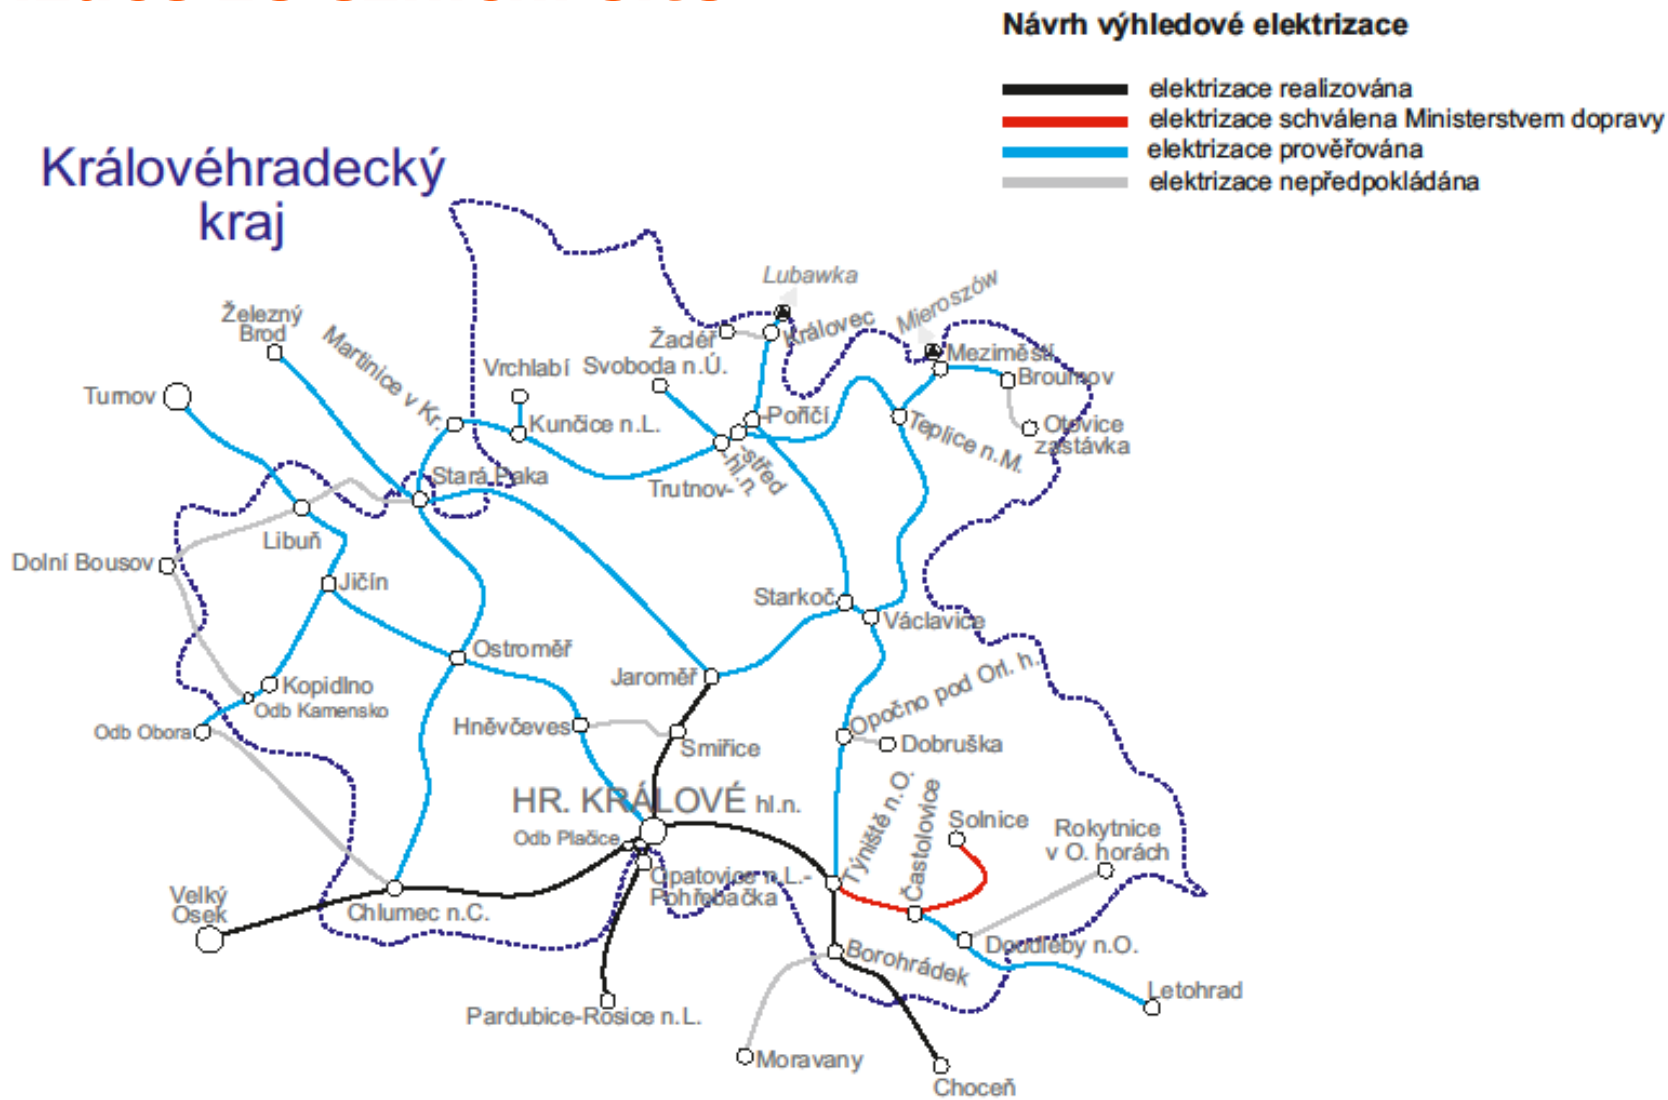 Návrh výhledové elektrizace
elektrizace realizována
elektrizace schválena Ministerstvem dopravy
elektrizace prověřována
elektrizace nepředpokládána
Královéhradecký
kraj
Lubawka
Mieroszów
Železný
Brod
Martinice v Kr.
Žacléř
Královec
Vrchlabí
Svoboda n.Ú.
Meziměstí
Broumov
Turnov
Kunčice n.L.
-Poříčí
Teplice n.M.
Otovice
zastávka
-střed
-hl.n.
Trutnov-
Stará Paka
Libuň
Dolní Bousov
Jičín
Starkoč
Václavice
Ostroměř
Jaroměř
Kopidlno
Odb Kamensko
Odb Obora
Hněvčeves
Smiřice
Opočno pod Orl. h.
Dobruška
HR. KRÁLOVÉ hl.n.
Odb Plačice
Týniště n.O.
Častolovice
Solnice
Rokytnice
v O. horách
Opatovice n.L.-
Pohřebačka
Velký
Osek
Chlumec n.C.
Borohrádek
Doudleby n.O.
Letohrad
Pardubice-Rosice n.L.
Moravany
Choceň